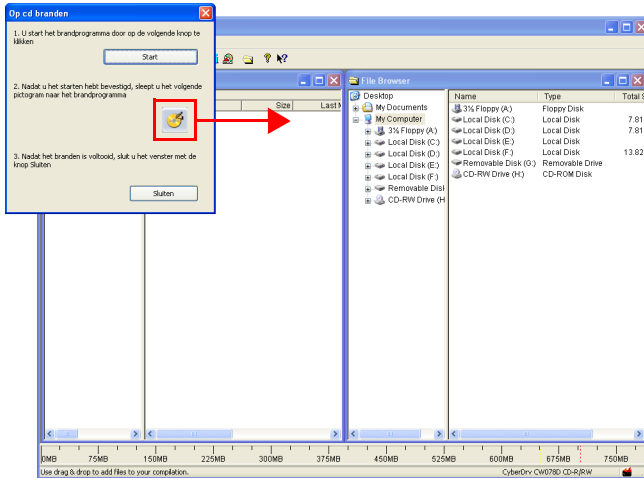 Op cd branden
1. U start het brandprogramma door op de volgende knop te
klikken
Start
2. Nadat u het starten hebt bevestigd, sleept u het volgende
pictogram naar het brandprogramma
3. Nadat het branden is voltooid, sluit u het venster met de
knop Sluiten
Sluiten
Size
Last
File Browser
Desktop
My Documents
My Computer
3½ Floppy (A:)
Local Disk (C:)
Local Disk (D:)
Local Disk (E:)
Local Disk (F:)
Removable Disk
CD-RW Drive (H
Name Type Total
3½ Floppy (A:) Floppy Disk
Local Disk (C:) Local Disk 7.81
Local Disk (D:) Local Disk 7.81
Local Disk (E:) Local Disk
Local Disk (F:) Local Disk 13.82
Removable Disk (G:) Removable Drive
CD-RW Drive (H:) CD-ROM Disk
0MB 75MB 150MB 225MB 300MB 375MB 450MB 525MB 600MB 675MB 750MB
Use drag & drop to add files to your compilation.
CyberDrv CW078D CD-R/RW